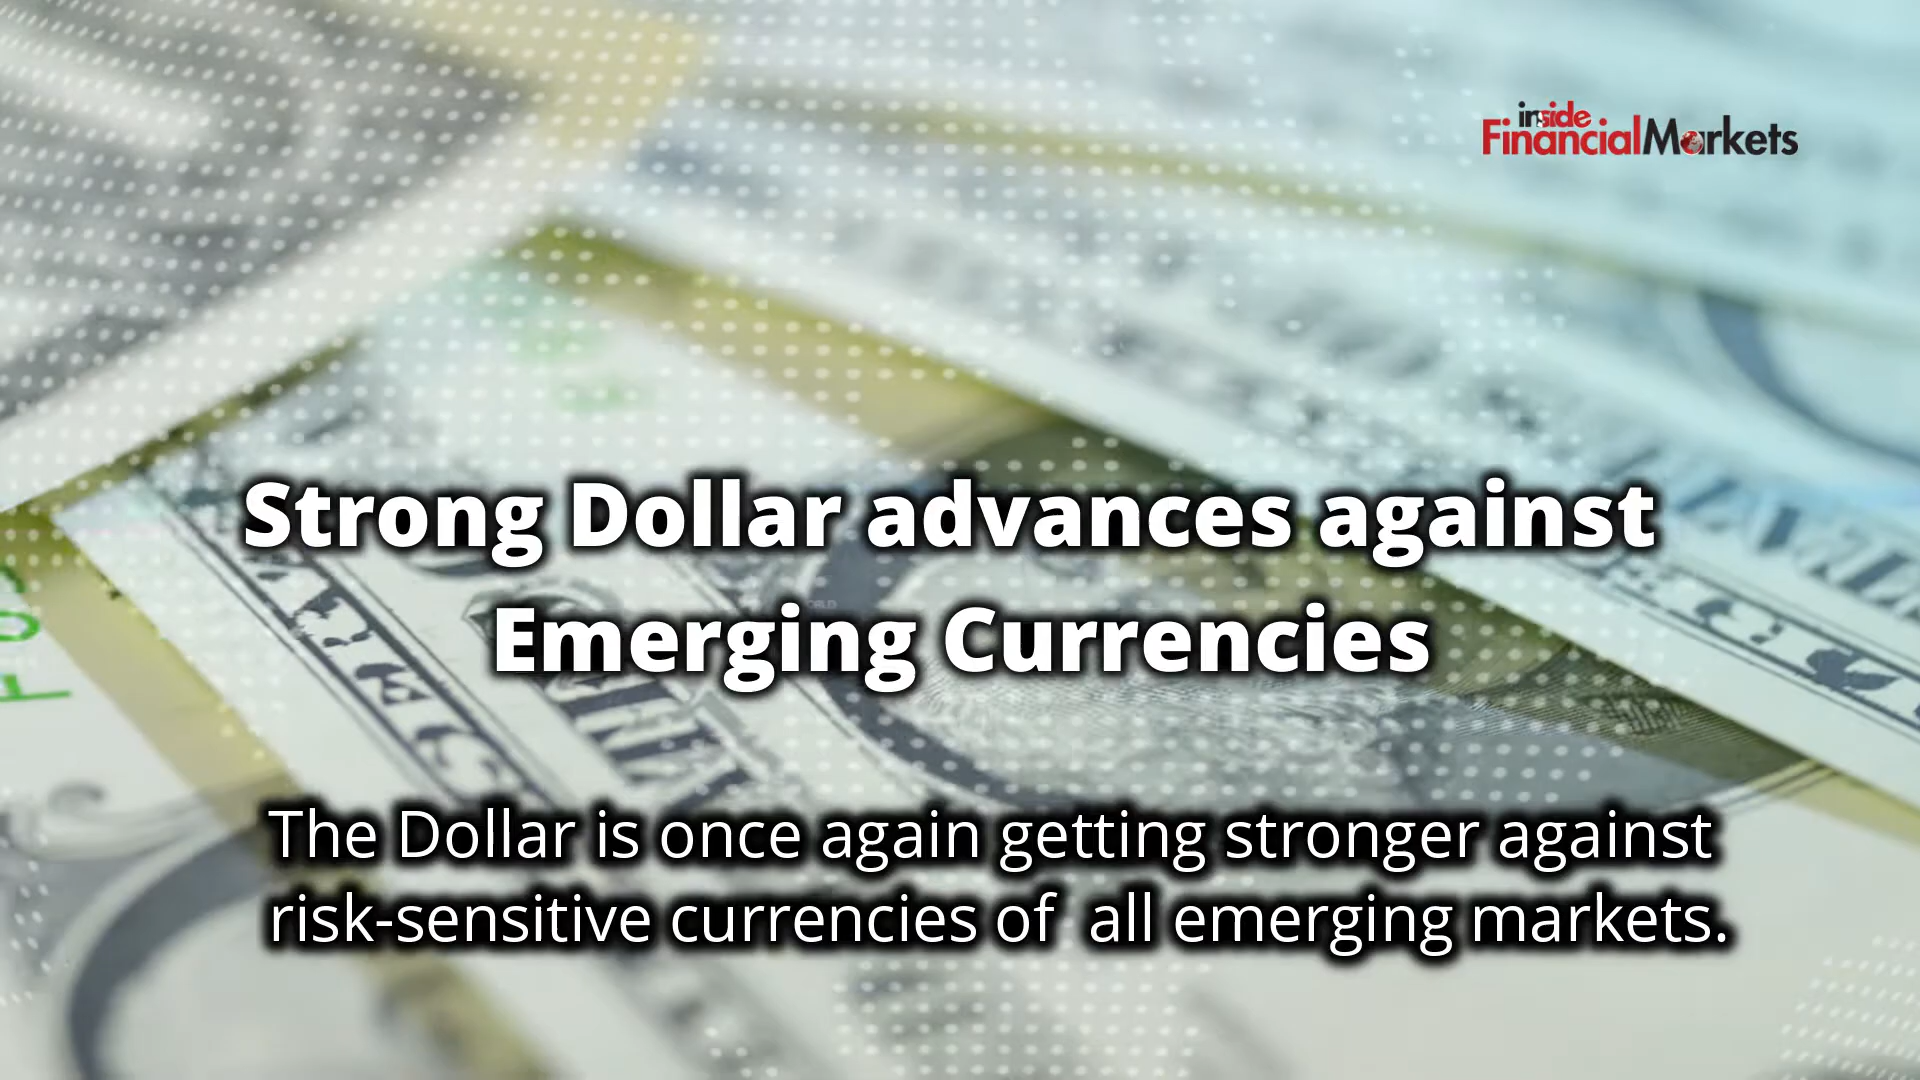 inside
FinancialMarkets
Strong Dollar advances against
Emerging Currencies
The Dollar is once again getting stronger against
risk-sensitive currencies of  all emerging markets.